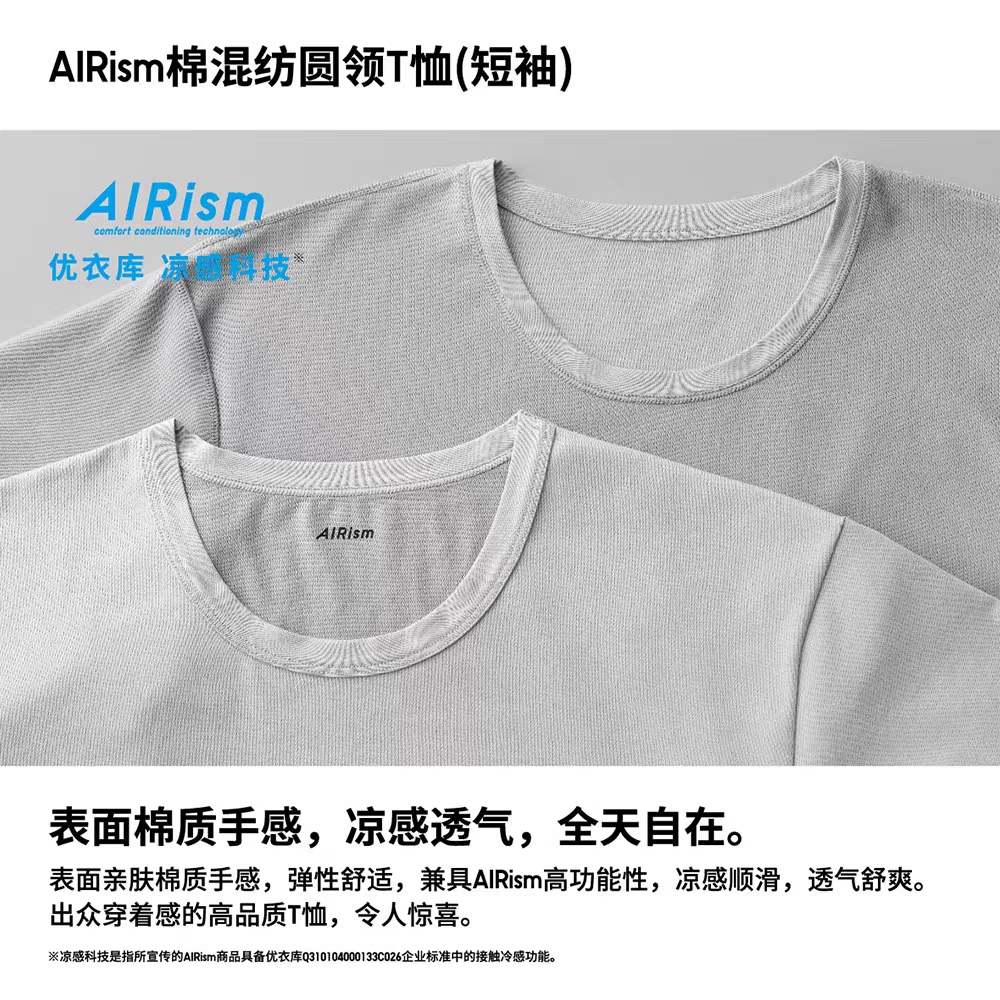 AIRism棉混纺圆领T恤(短袖)
AIRism
comfort conditioning technology
优衣库 凉感科技※
AIRism
表面棉质手感，凉感透气，全天自在。
表面亲肤棉质手感，弹性舒适，兼具AIRism高功能性，凉感顺滑，透气舒爽。
出众穿着感的高品质T恤，令人惊喜。
※凉感科技是指所宣传的AIRism商品具备优衣库Q310104000133C026企业标准中的接触冷感功能。